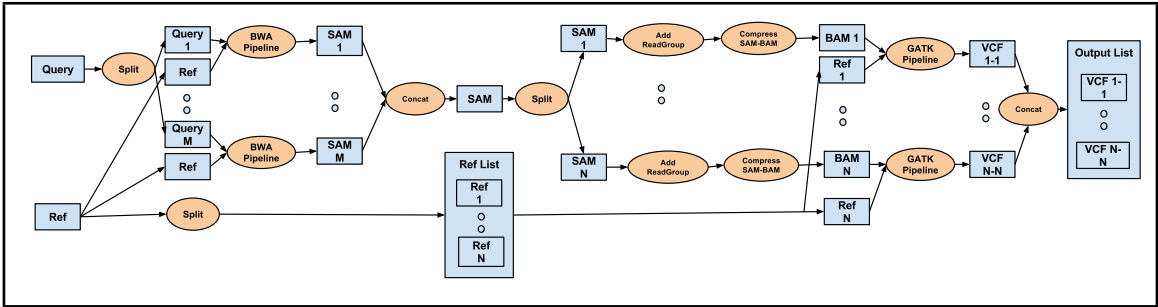 Query
Split
Query
1
Ref
BWA
Pipeline
SAM
1
Query
M
Ref
BWA
Pipeline
SAM
M
Ref
Split
Concat
SAM
Split
Ref List
Ref
1
Ref
N
SAM
1
Add
ReadGroup
Compress
SAM-BAM
BAM 1
Ref
1
GATK
Pipeline
VCF
1-1
SAM
N
Add
ReadGroup
Compress
SAM-BAM
BAM
N
Ref
N
GATK
Pipeline
VCF
N-N
Concat
Output List
VCF 1-
1
VCF N-
N